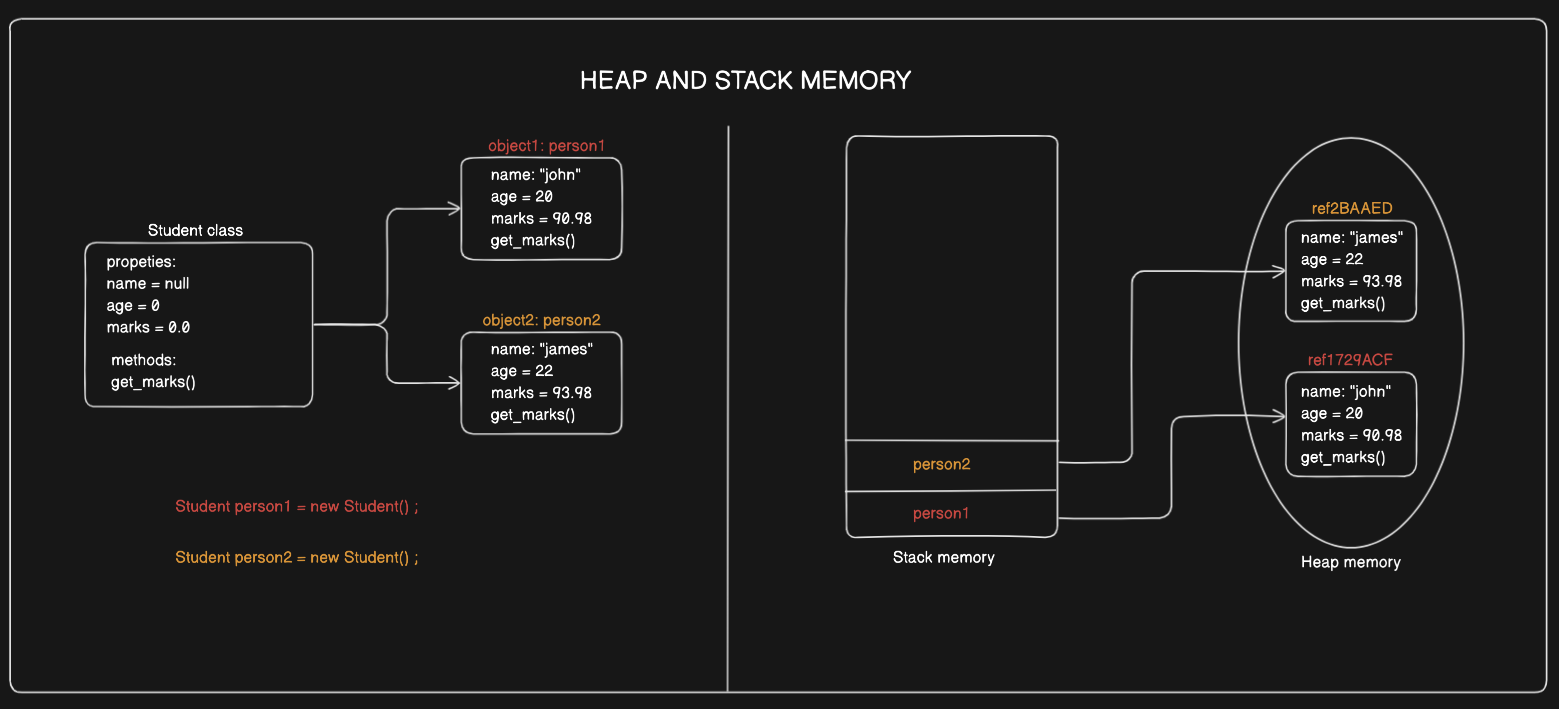 HEAP AND STACK MEMORY
Student class
propeties:
name = null
age = 0
marks = 0.0
methods:
get_marks()
object1: person1
name: "john"
age = 20
marks = 90.98
get_marks()
object2: person2
name: "james"
age = 22
marks = 93.98
get_marks()
Student person1 = new Student() ;
Student person2 = new Student() ;
person2
person1
Stack memory
ref2BAAED
name: "james"
age = 22
marks = 93.98
get_marks()
ref1729ACF
name: "john"
age = 20
marks = 90.98
get_marks()
Heap memory